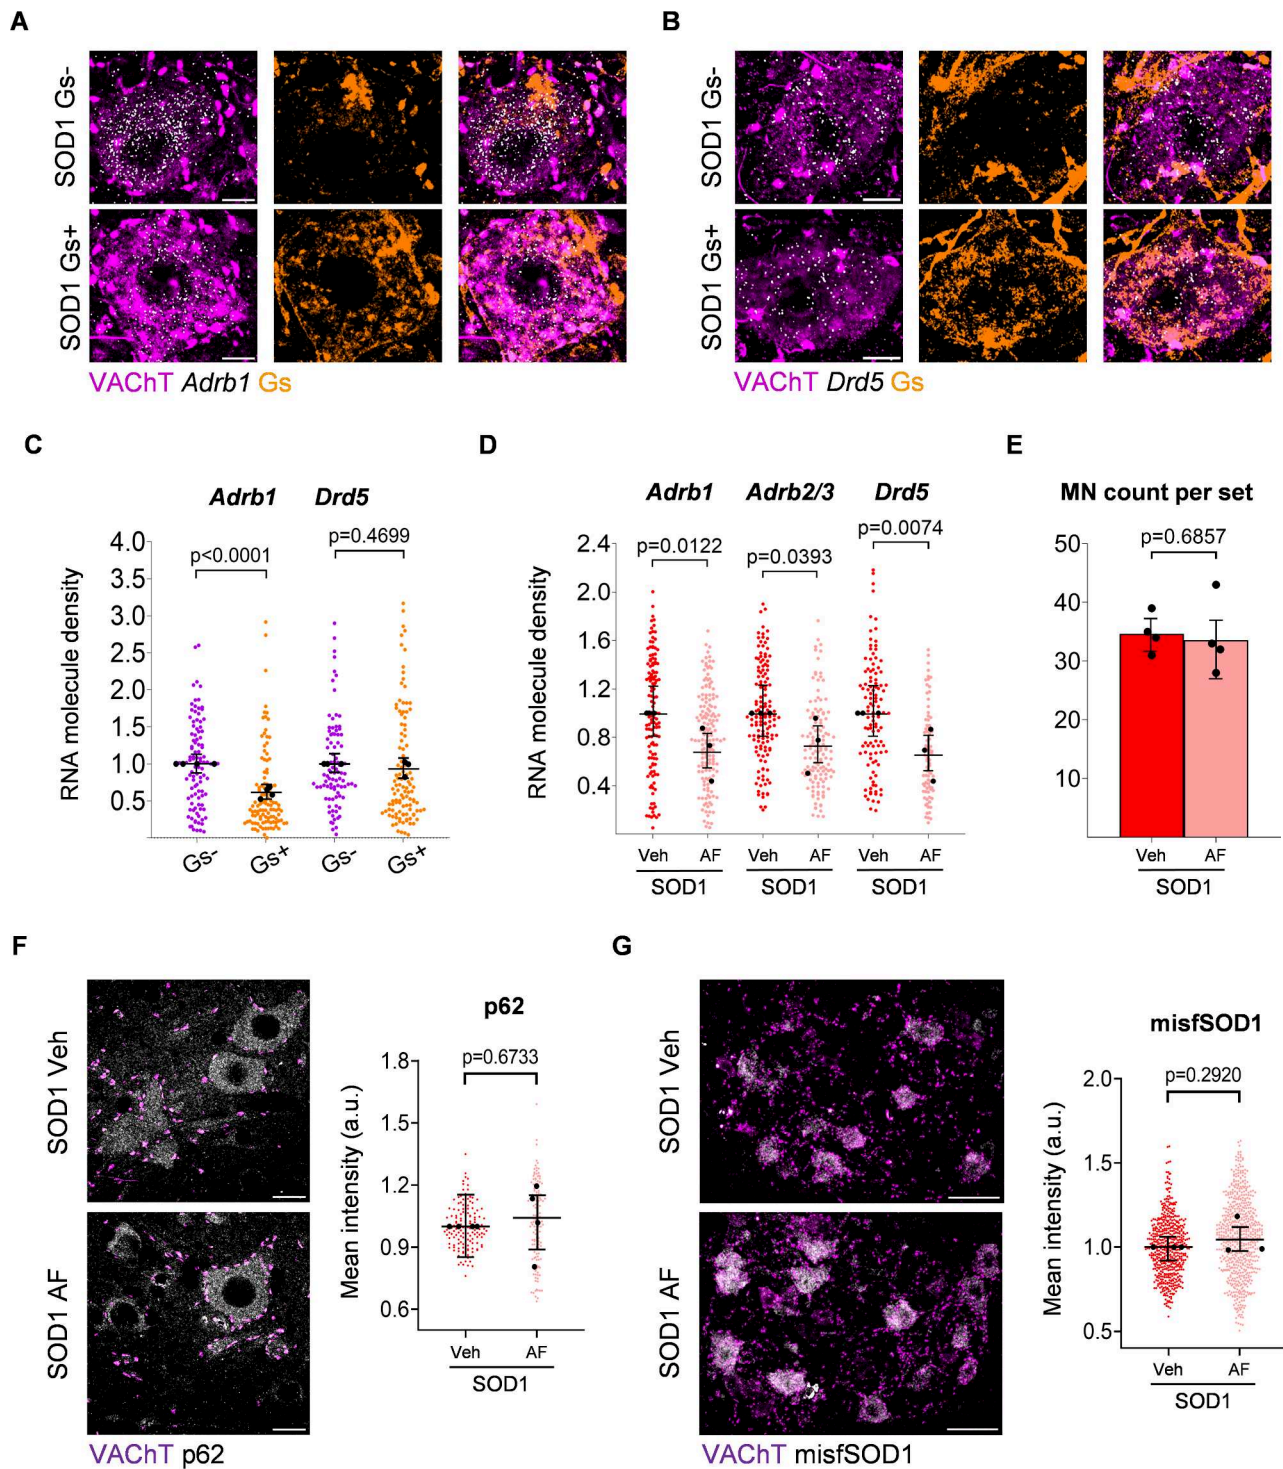 A
B
SOD1 Gs-
SOD1 Gs+
VAChT Adrb1 Gs
SOD1 Gs-
SOD1 Gs+
VAChT Drd5 Gs
C
D
E
Adrb1 Drd5
p<0.0001
p=0.4699
RNA molecule density
4.0
3.5
3.0
2.5
2.0
1.5
1.0
0.5
Gs- Gs+ Gs- Gs+
Adrb1 Adrb2/3 Drd5
p=0.0122
p=0.0393
p=0.0074
RNA molecule density
2.4
2.0
1.6
1.2
0.8
0.4
Veh AF Veh AF Veh AF
SOD1 SOD1 SOD1
MN count per set
p=0.6857
50
40
30
20
10
Veh AF
SOD1
F
G
SOD1 Veh
SOD1 AF
VAChT p62
p62
p=0.6733
Mean intensity (a.u.)
1.8
1.5
1.2
0.9
0.6
Veh AF
SOD1
SOD1 Veh
SOD1 AF
VAChT misfSOD1
misfSOD1
p=0.2920
Mean intensity (a.u.)
2.0
1.5
1.0
0.5
Veh AF
SOD1